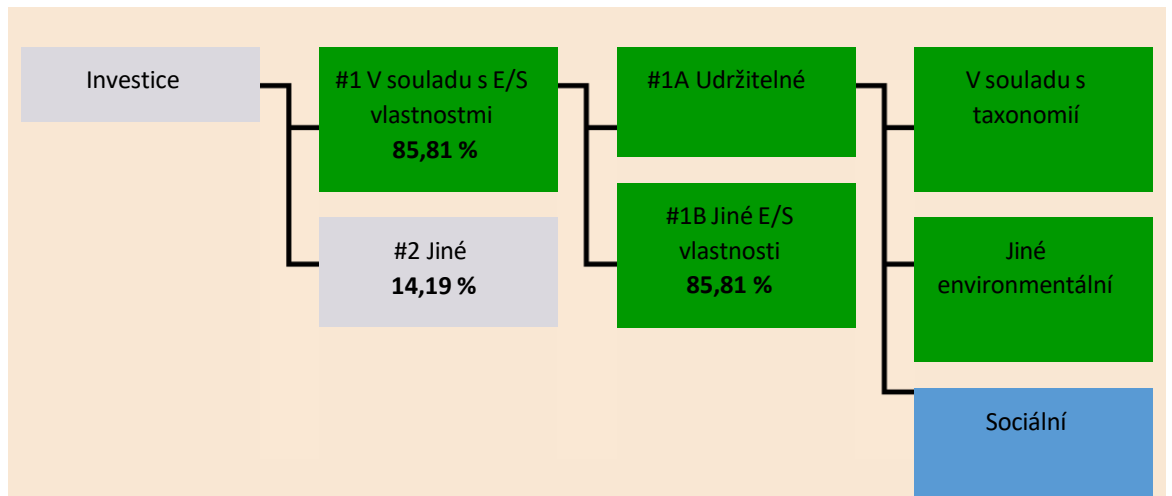 Investice
#1 V souladu s E/S
vlastnostmi
85,81 %
#2 Jiné
14,19 %
#1A Udržitelné
#1B Jiné E/S
vlastnosti
85,81 %
V souladu s
taxonomií
Jiné
environmentální
Sociální